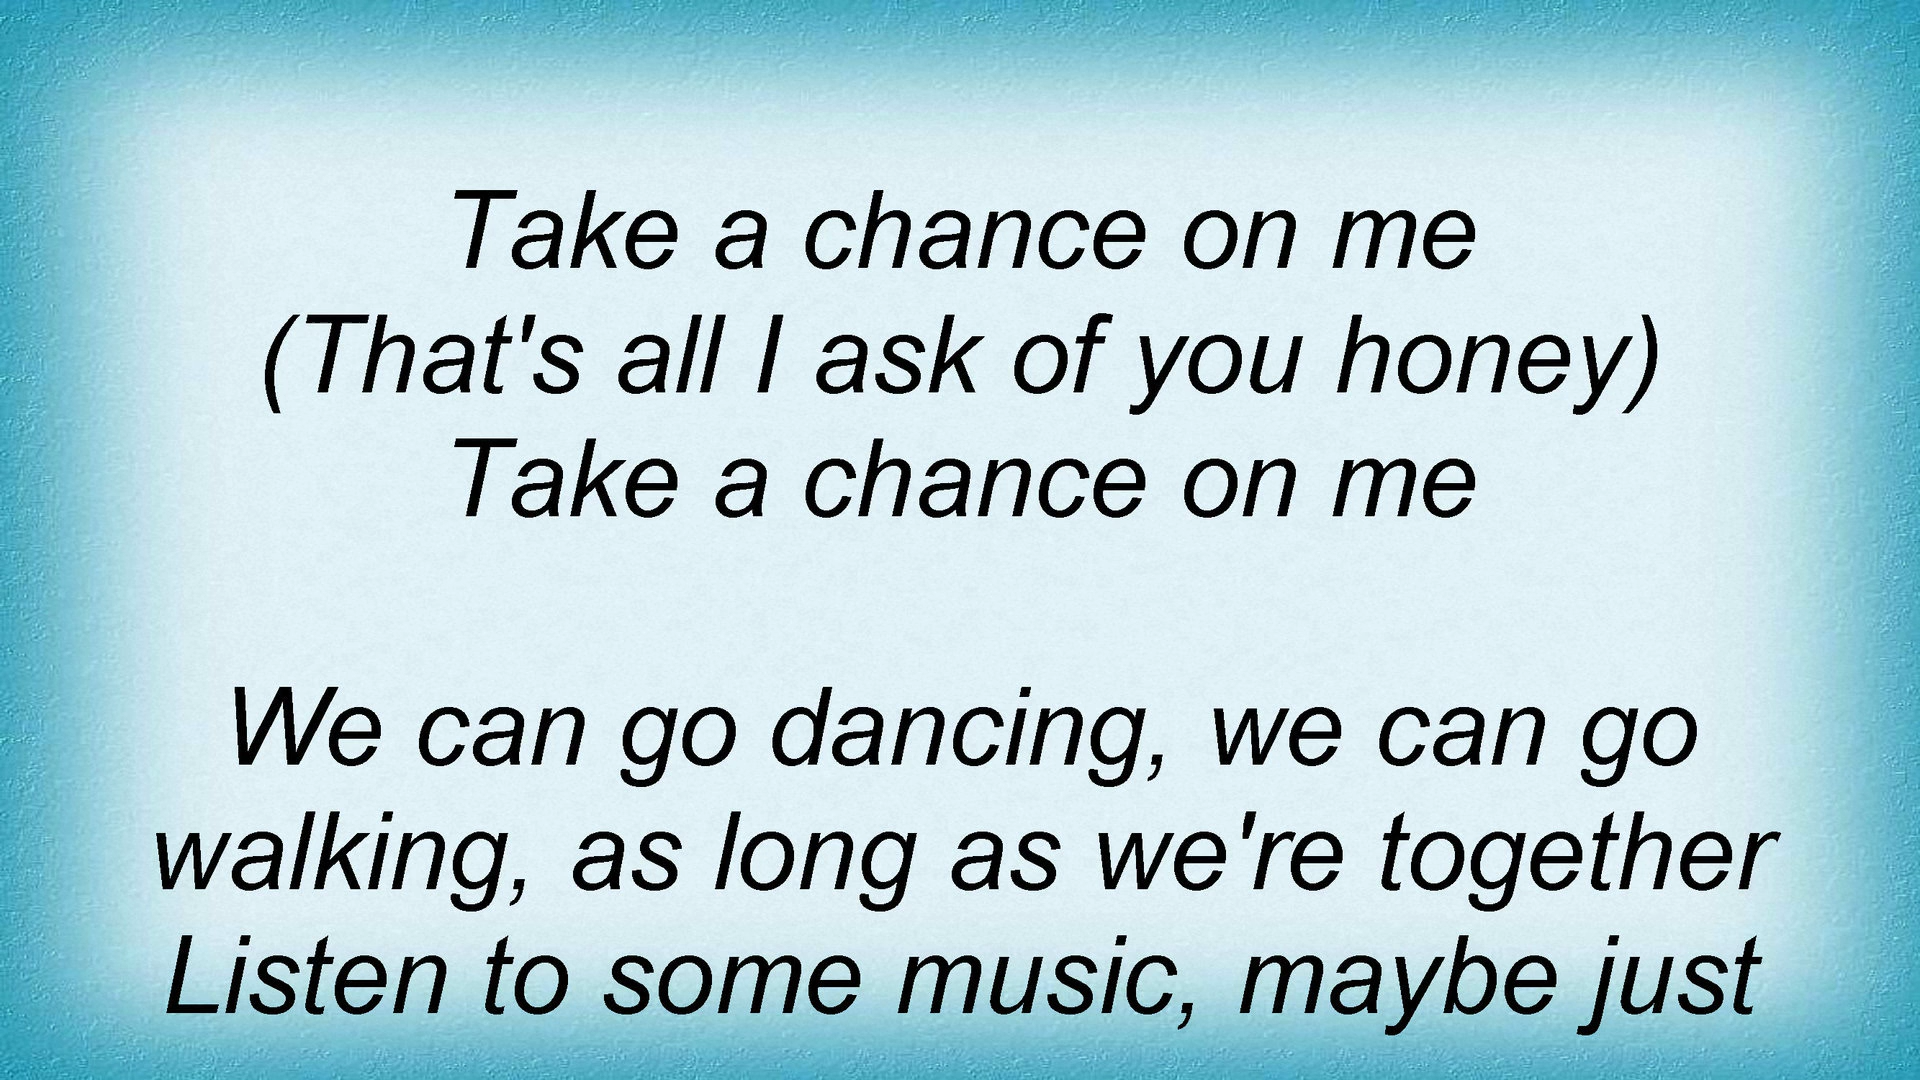 Take a chance on me
(That's all I ask of you honey)
Take a chance on me
We can go dancing, we can go
walking, as long as we're together
Listen to some music, maybe just